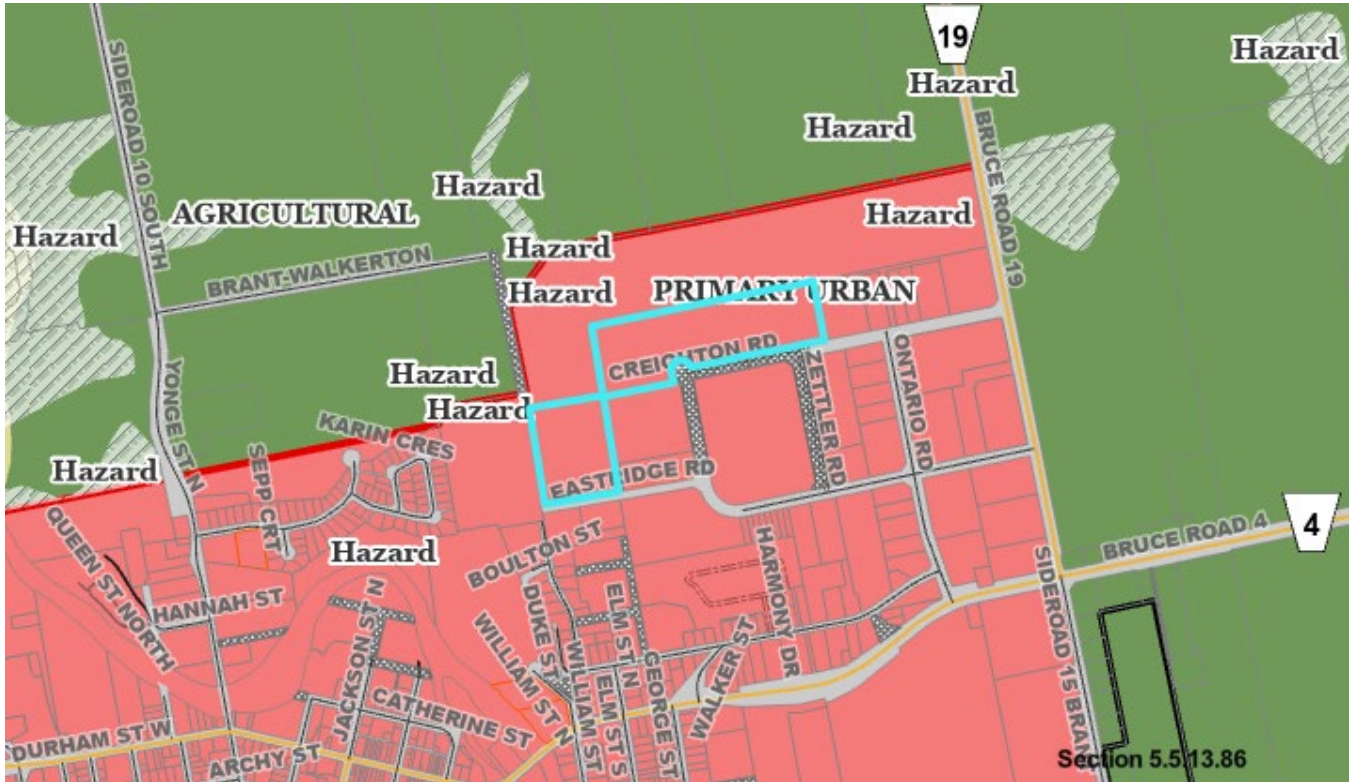 19
Hazard
Hazard
Hazard
SIDEROAD 10 SOUTH
BRUCE ROAD 19
Hazard
AGRICULTURAL
Hazard
Hazard
Hazard
BRANT-WALKERTON
Hazard
PRIMARY URBAN
CREIGHTON RD
ZETTLER RD
ONTARIO RD
YONGE ST N
Hazard
Hazard
KARIN CRES
SEPP CRT
Hazard
EASTRIDGE RD
QUEEN ST NORTH
Hazard
BOULTON ST
HARMONY DR
BRUCE ROAD 4
4
HANNAH ST
JACKSON ST N
DUKE ST
ELM ST N
WILLIAM ST N
WILLIAM ST
ELM ST S
GEORGE ST
WALKER ST
SIDEROAD 15 BRANT
CATHERINE ST
DURHAM ST W
ARCHY ST
Section 5.5.13.86